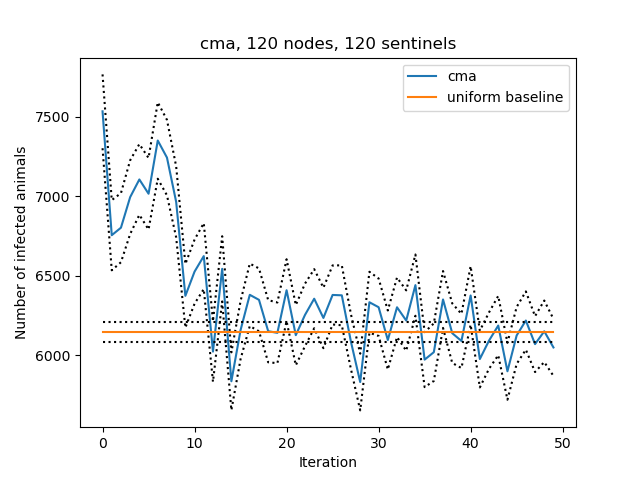 cma, 120 nodes, 120 sentinels
cma
uniform baseline
Number of infected animals
7500
7000
6500
6000
0 10 20 30 40 50
Iteration